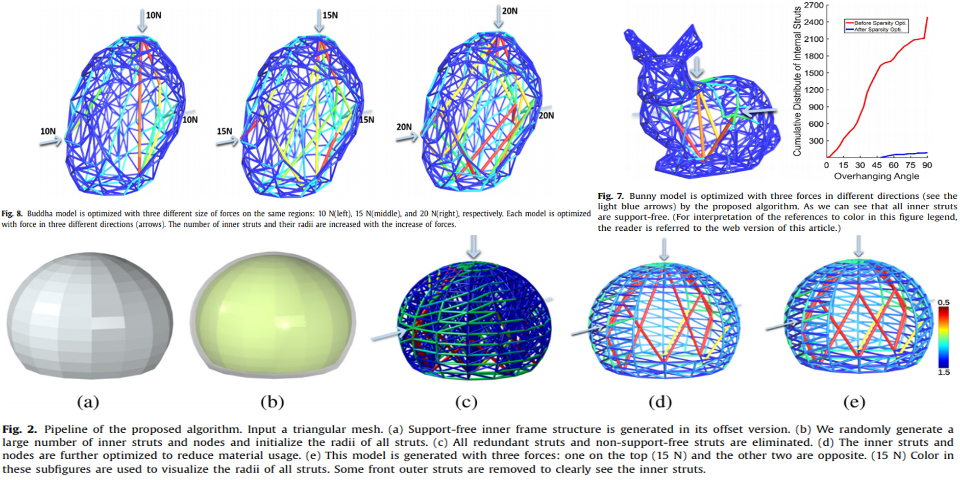 10N
10N
10N
15N
15N
15N
20N
20N
20N
Fig. 8. Buddha model is optimized with three different size of forces on the same regions: 10 N(left), 15 N(middle), and 20 N(right), respectively. Each model is optimized
with force in three different directions (arrows). The number of inner struts and their radii are increased with the increase of forces.
Cumulative Distribute of Internal Struts
2700
2400
2100
1800
1500
1200
900
600
300
Before Sparsity Opti.
After Sparsity Opti.
0 15 30 45 60 75 90
Overhanging Angle
Fig. 7. Bunny model is optimized with three forces in different directions (see the
light blue arrows) by the proposed algorithm. As we can see that all inner struts
are support-free. (For interpretation of the references to color in this figure legend,
the reader is referred to the web version of this article.)
0.5
1.5
(a) (b) (c) (d) (e)
Fig. 2. Pipeline of the proposed algorithm. Input a triangular mesh. (a) Support-free inner frame structure is generated in its offset version. (b) We randomly generate a
large number of inner struts and nodes and initialize the radii of all struts. (c) All redundant struts and non-support-free struts are eliminated. (d) The inner struts and
nodes are further optimized to reduce material usage. (e) This model is generated with three forces: one on the top (15 N) and the other two are opposite. (15 N) Color in
these subfigures are used to visualize the radii of all struts. Some front outer struts are removed to clearly see the inner struts.